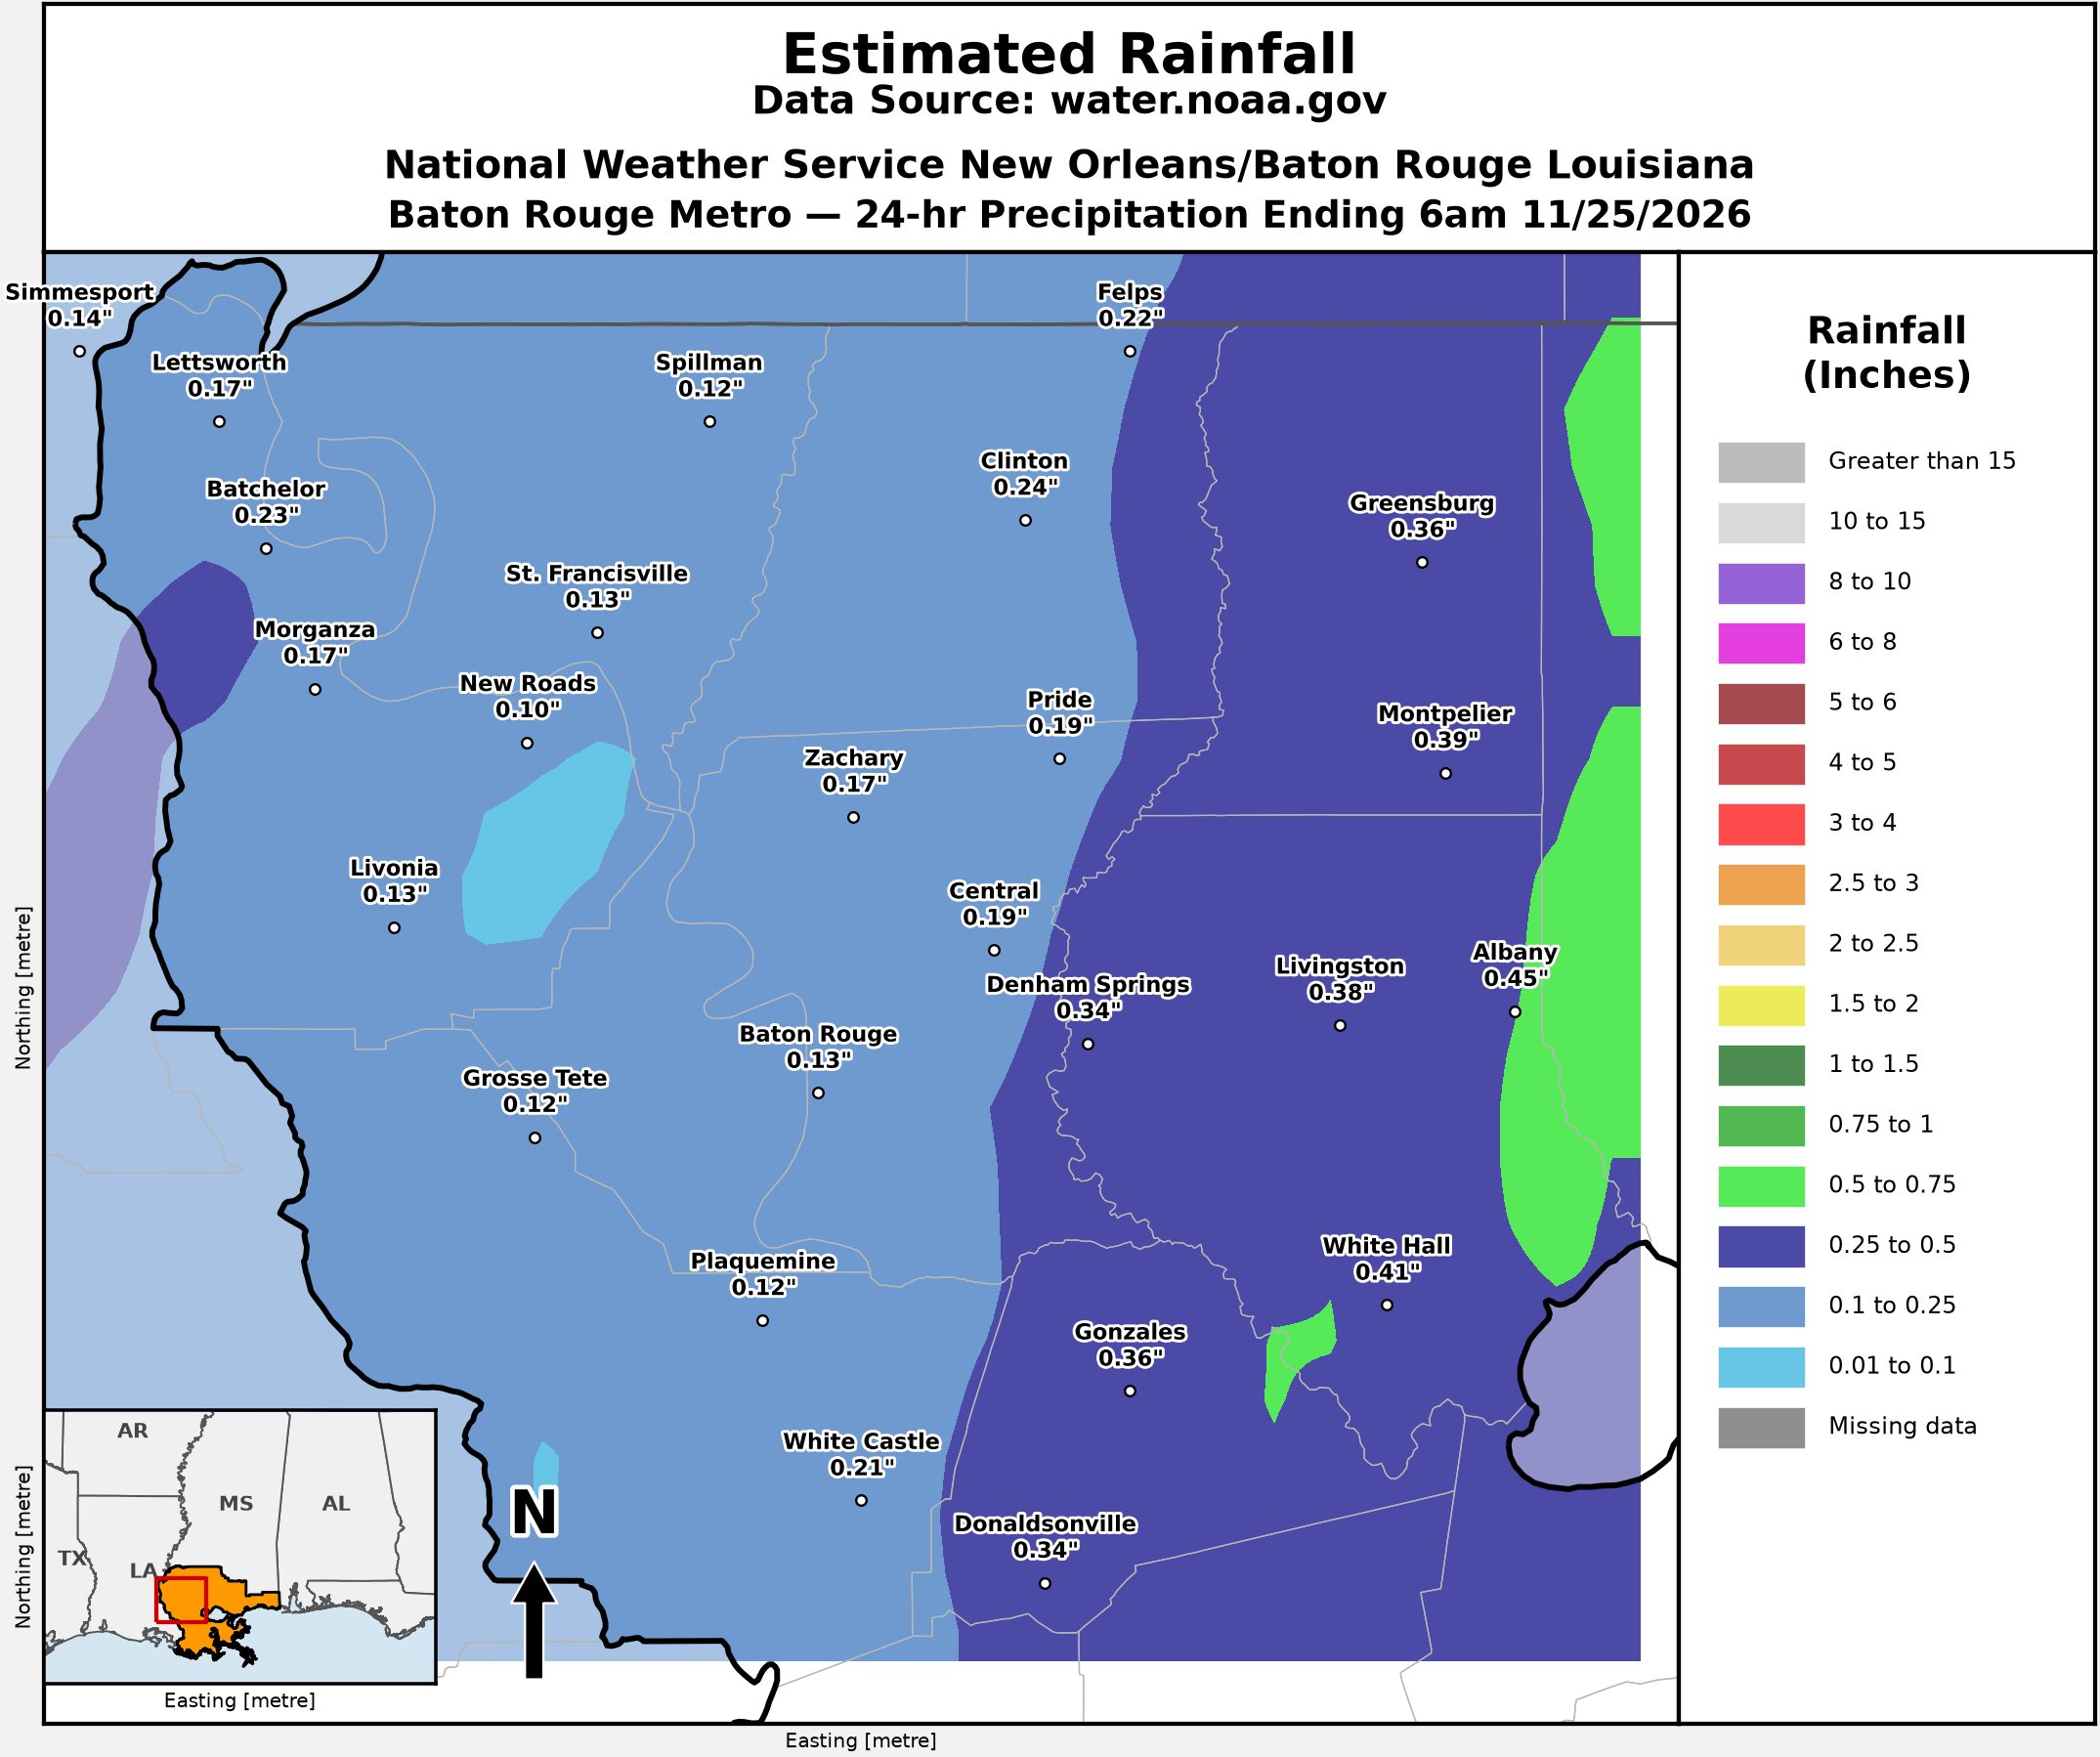 Estimated Rainfall
Data Source: water.noaa.gov
National Weather Service New Orleans/Baton Rouge Louisiana
Baton Rouge Metro — 24-hr Precipitation Ending 6am 11/25/2026
Simmesport
0.14"
Felps
0.22"
Lettsworth
0.17"
Spillman
0.12"
Clinton
0.24"
Batchelor
0.23"
Greensburg
0.36"
St. Francisville
0.13"
Morganza
0.17"
New Roads
0.10"
Pride
0.19"
Montpelier
0.39"
Zachary
0.17"
Livonia
0.13"
Central
0.19"
Albany
0.45"
Livingston
0.38"
Denham Springs
0.34"
Baton Rouge
0.13"
Grosse Tete
0.12"
White Hall
0.41"
Plaquemine
0.12"
Gonzales
0.36"
White Castle
0.21"
Donaldsonville
0.34"
N
AR
MS
AL
TX
LA
Northing [metre]
Northing [metre]
Easting [metre]
Easting [metre]
Rainfall
(Inches)
Greater than 15
10 to 15
8 to 10
6 to 8
5 to 6
4 to 5
3 to 4
2.5 to 3
2 to 2.5
1.5 to 2
1 to 1.5
0.75 to 1
0.5 to 0.75
0.25 to 0.5
0.1 to 0.25
0.01 to 0.1
Missing data